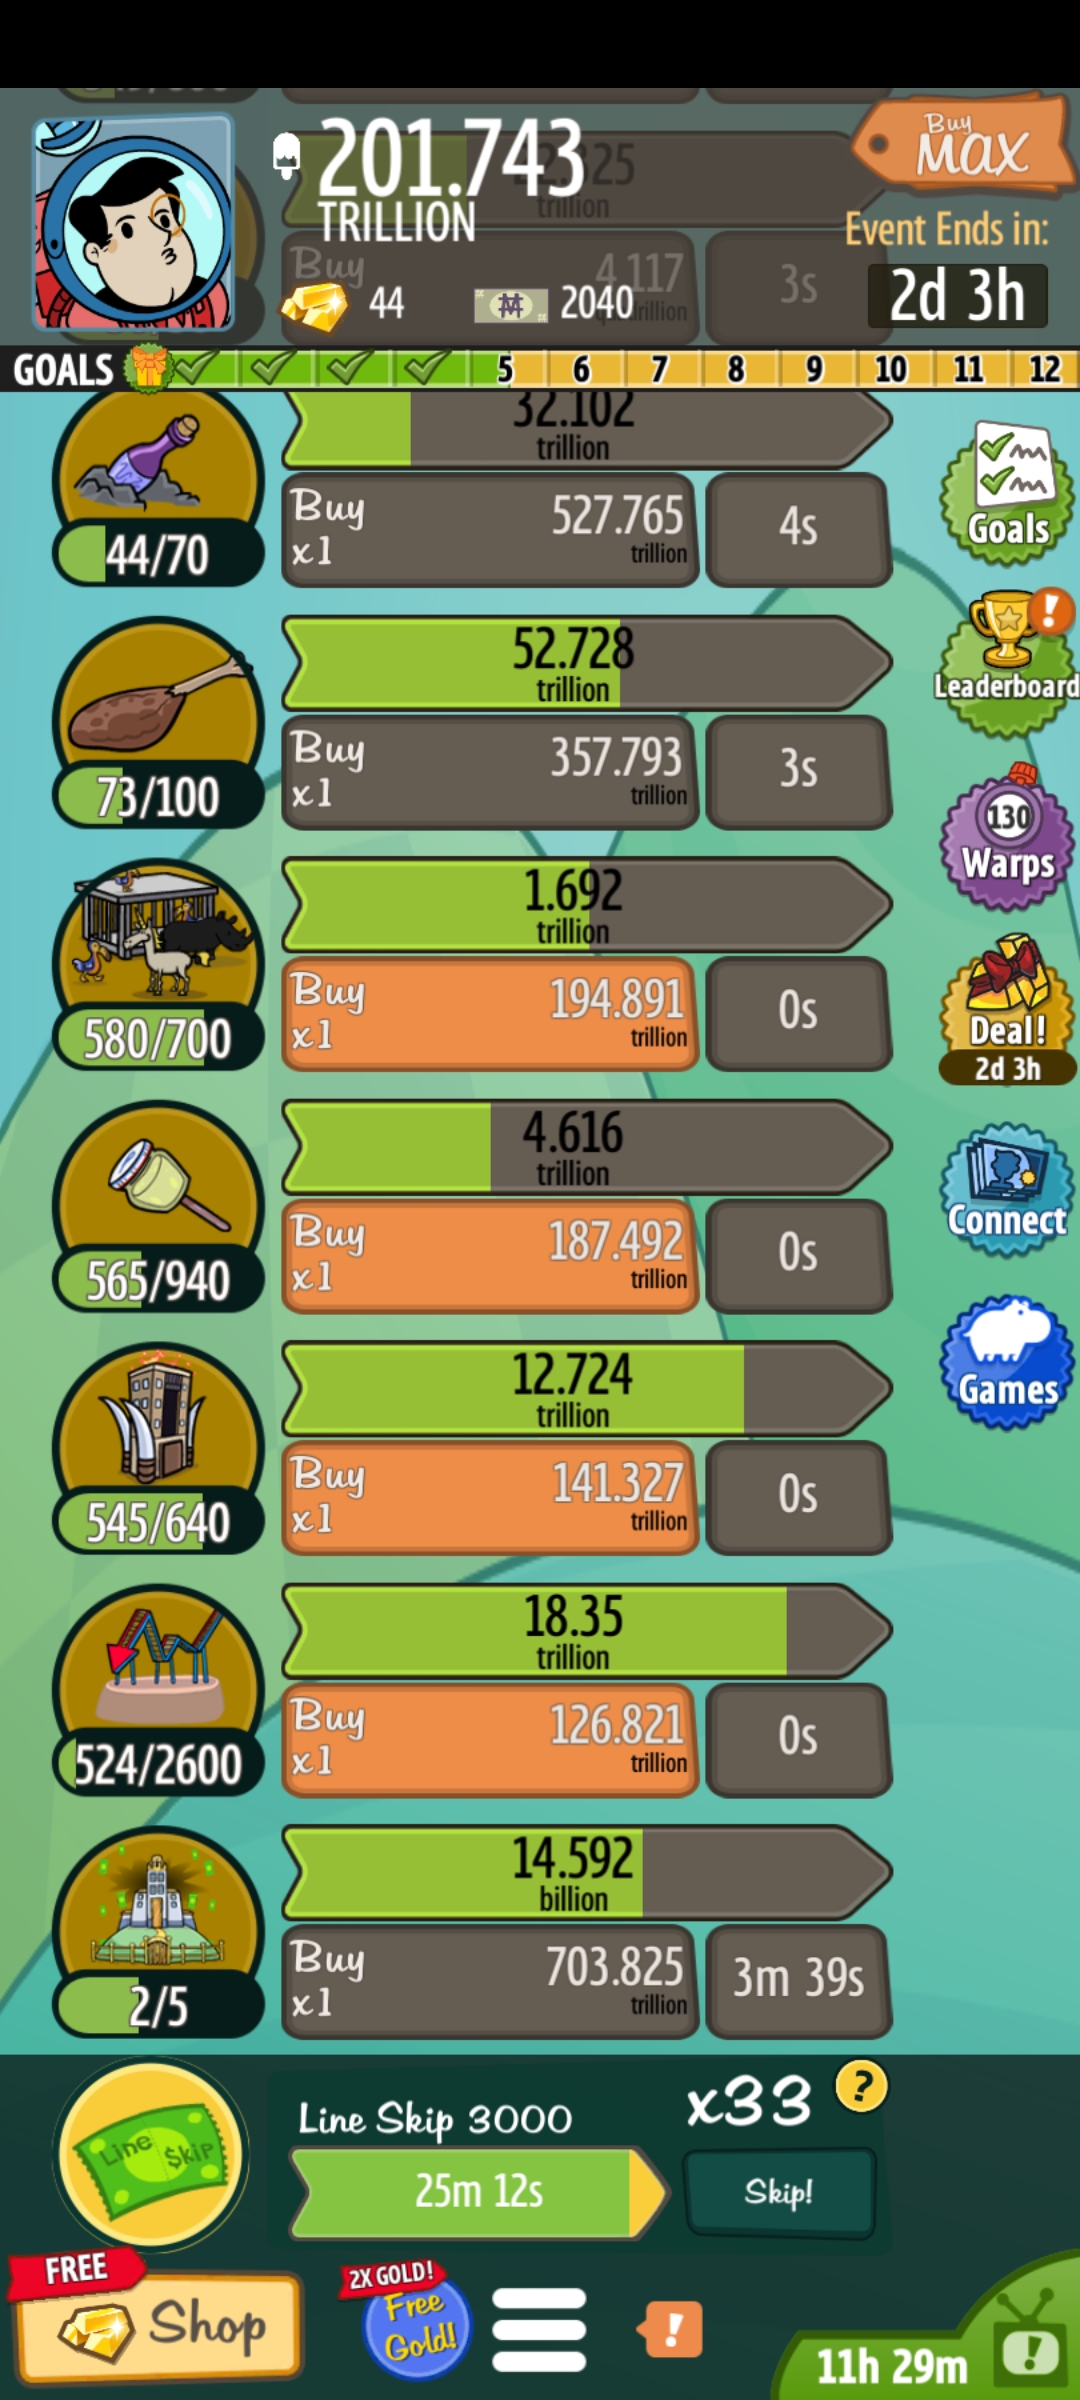 201.743
TRILLION
Buy
MAX
Event Ends in:
2d 3h
44
2040
trillion
Buy
4.117
3s
GOALS
5 6 7 8 9 10 11 12
32.102
trillion
Buy
x1
527.765
trillion
4s
44/70
Goals
52.728
trillion
Buy
x1
357.793
trillion
3s
73/100
Leaderboard
!
1.692
trillion
Buy
x1
194.891
trillion
0s
580/700
130
Warps
Deal!
2d 3h
4.616
trillion
Buy
x1
187.492
trillion
0s
565/940
Connect
12.724
trillion
Buy
x1
141.327
trillion
0s
545/640
Games
18.35
trillion
Buy
x1
126.821
trillion
0s
524/2600
14.592
billion
Buy
x1
703.825
trillion
3m 39s
2/5
Line $kip
Line Skip 3000
25m 12s
x33
?
Skip!
FREE
Shop
2X GOLD!
Free
Gold!
!
11h 29m
!